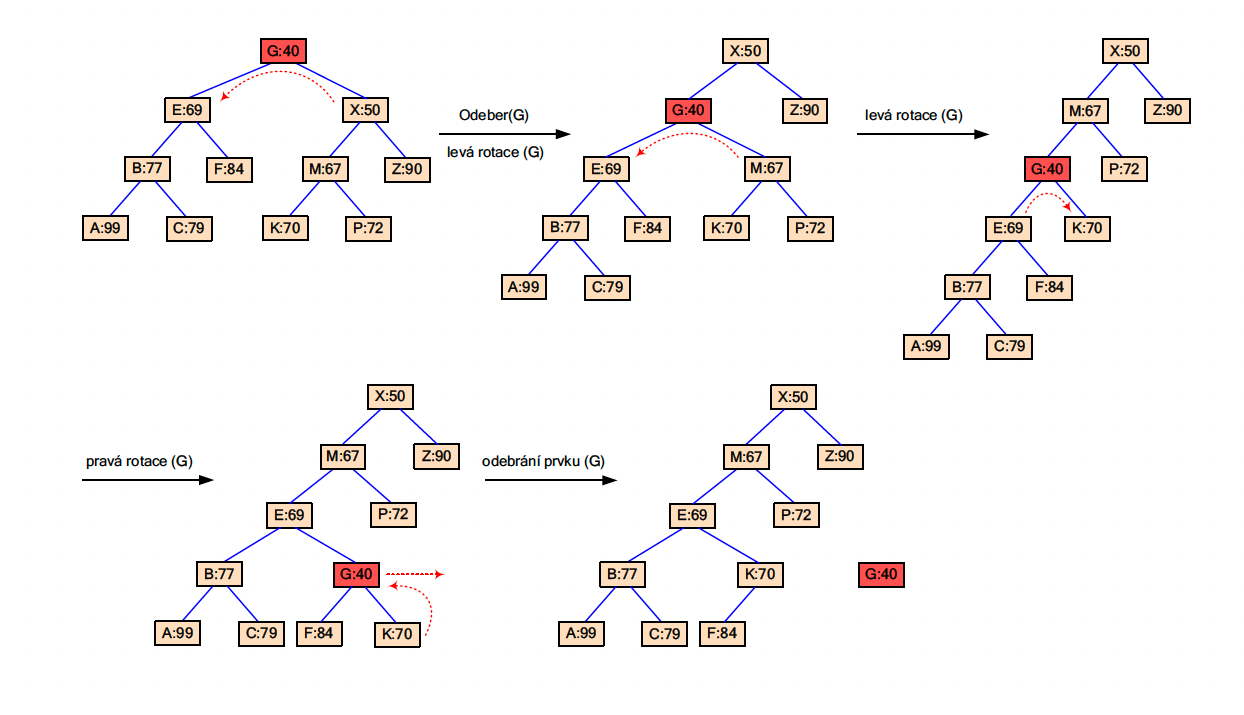 G:40
E:69 X:50
B:77 F:84 M:67 Z:90
A:99 C:79 K:70 P:72
Odeber(G)
levá rotace (G)
X:50
G:40 Z:90
E:69 M:67
B:77 F:84 K:70 P:72
A:99 C:79
levá rotace (G)
X:50
M:67 Z:90
G:40 P:72
E:69 K:70
B:77 F:84
A:99 C:79
pravá rotace (G)
X:50
M:67 Z:90
E:69 P:72
B:77 G:40
A:99 C:79 F:84 K:70
odebrání prvku (G)
X:50
M:67 Z:90
E:69 P:72
B:77 K:70 G:40
A:99 C:79 F:84